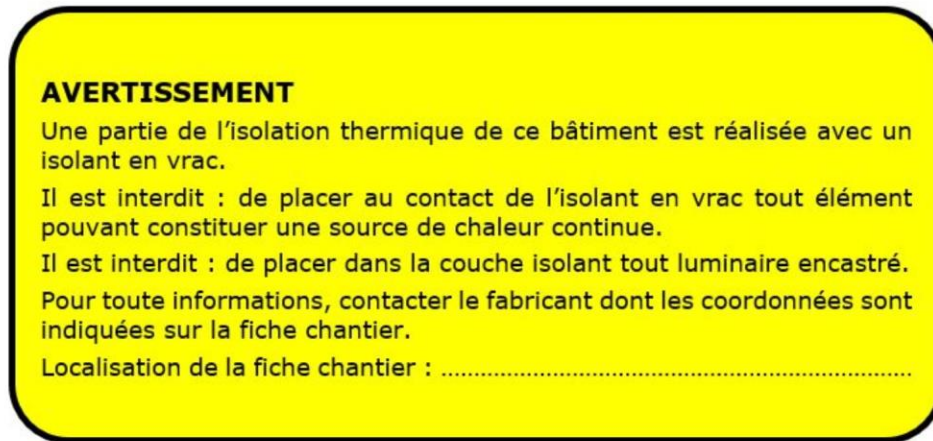 AVERTISSEMENT
Une partie de l’isolation thermique de ce bâtiment est réalisée avec un
isolant en vrac.
Il est interdit : de placer au contact de l’isolant en vrac tout élément
pouvant constituer une source de chaleur continue.
Il est interdit : de placer dans la couche isolant tout luminaire encastré.
Pour toute informations, contacter le fabricant dont les coordonnées sont
indiquées sur la fiche chantier.
Localisation de la fiche chantier : ........................................................................